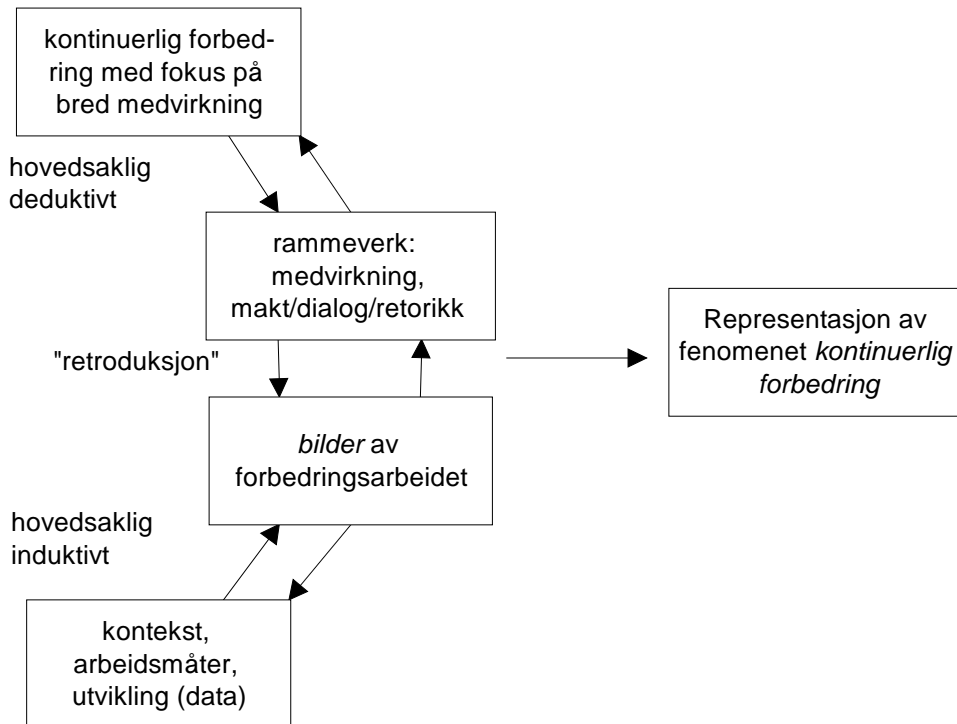 kontinuerlig forbed-
ring med fokus på
bred medvirkning
hovedsaklig
deduktivt
rammeverk:
medvirkning,
makt/dialog/retorikk
"retroduksjon"
Representasjon av
fenomenet kontinuerlig
forbedring
bilder av
forbedringsarbeidet
hovedsaklig
induktivt
kontekst,
arbeidsmåter,
utvikling (data)